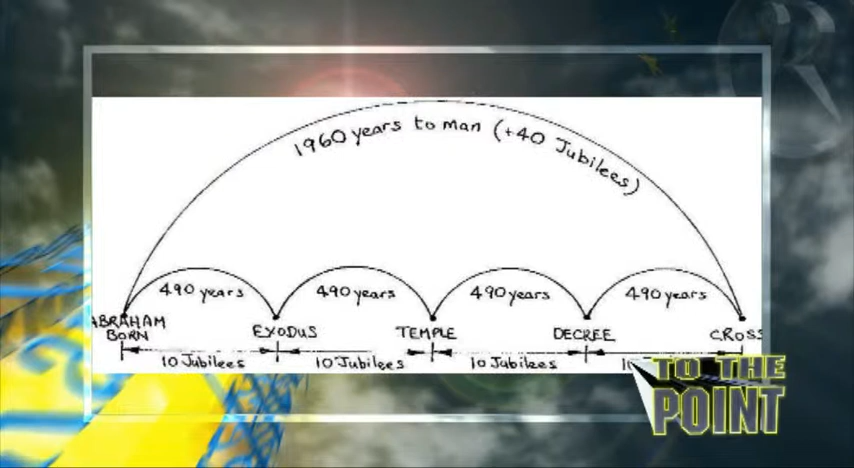 1960 years to man (+40 Jubilees)
490 years 490 years 490 years 490 years
ABRAHAM EXODUS TEMPLE DECREE CROSS
BORN
10 Jubilees 10 Jubilees 10 Jubilees
TO THE
POINT